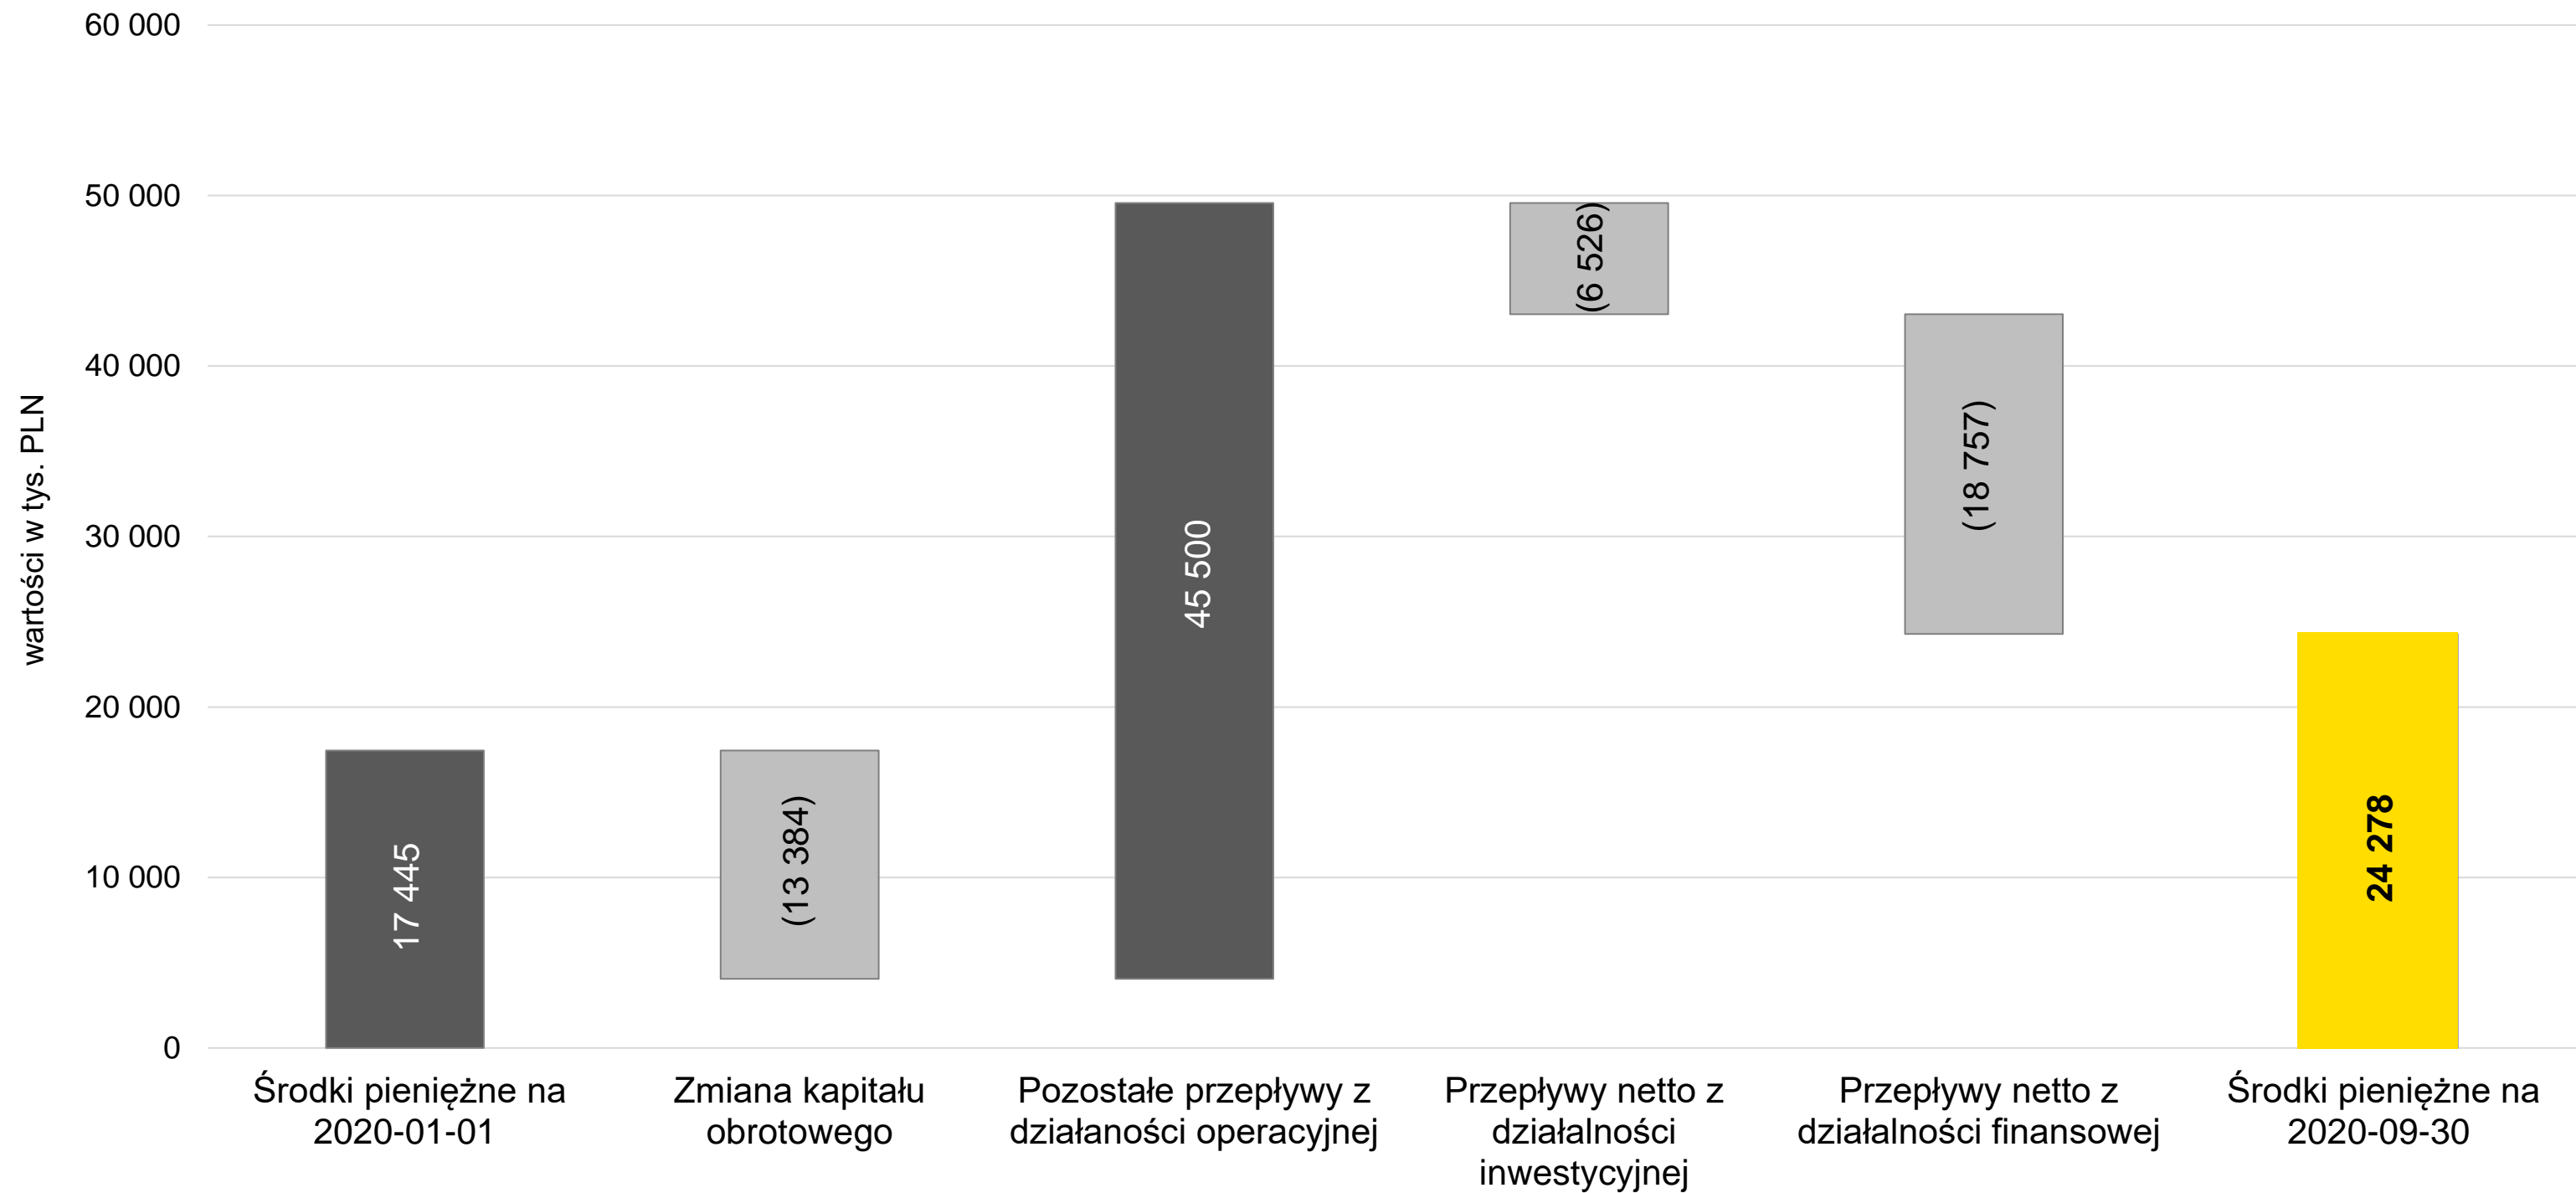 60 000
50 000
40 000
30 000
20 000
10 000
0
wartości w tys. PLN
17 445
(13 384)
45 500
(6 526)
(18 757)
24 278
Środki pieniężne na
2020-01-01
Zmiana kapitału
obrotowego
Pozostałe przepływy z
działaności operacyjnej
Przepływy netto z
działalności
inwestycyjnej
Przepływy netto z
działalności finansowej
Środki pieniężne na
2020-09-30